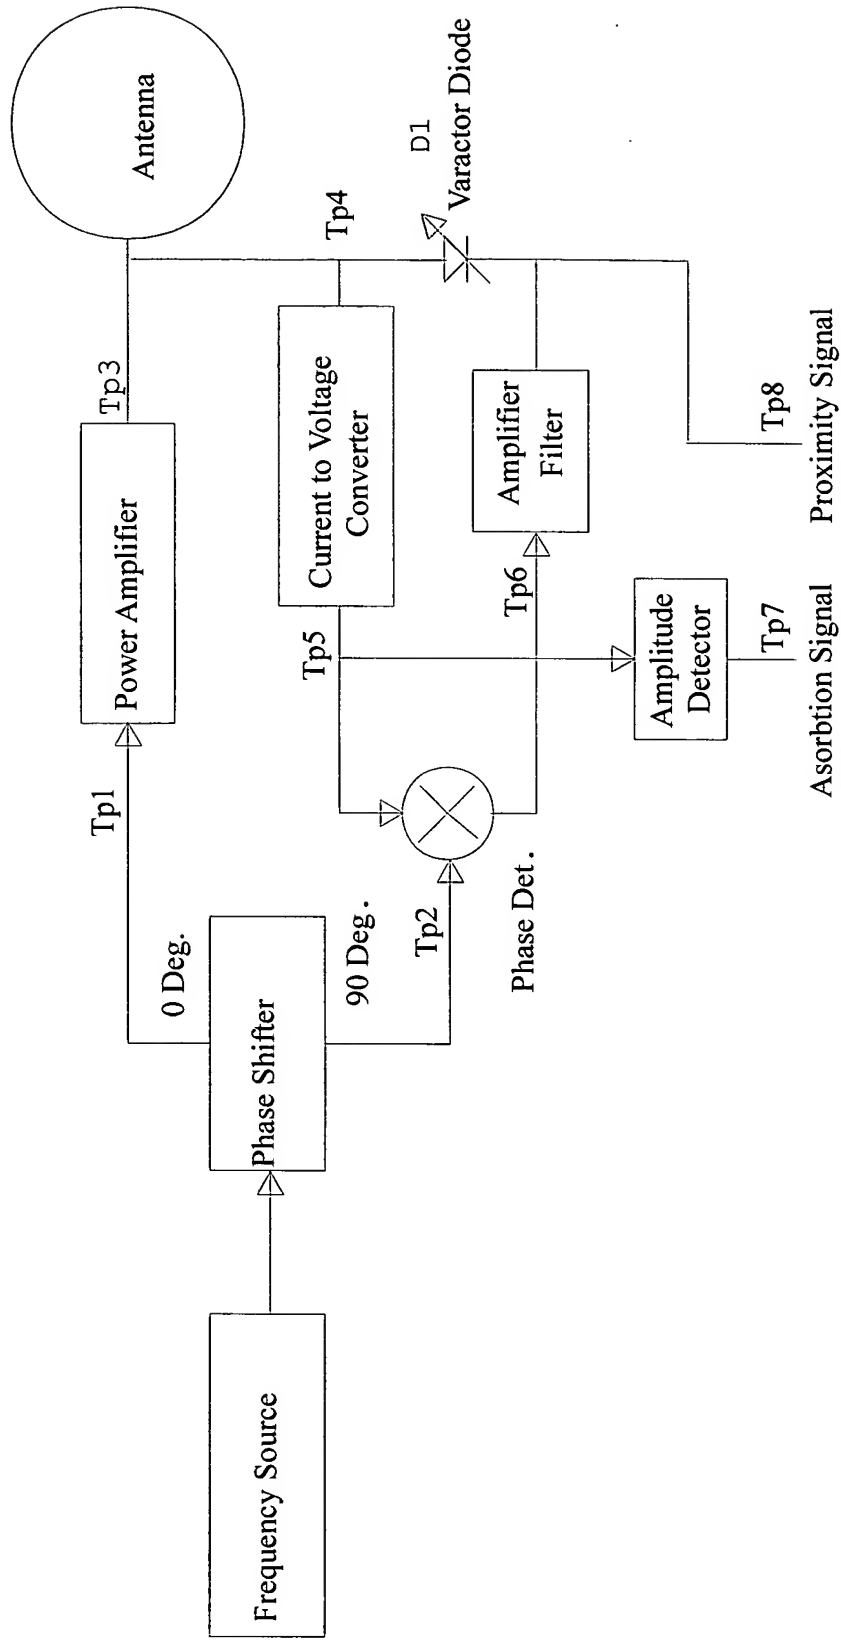 Frequency Source
Phase Shifter
0 Deg.
90 Deg.
Tp1
Tp2
Phase Det.
Power Amplifier
Tp3
Antenna
Current to Voltage
Converter
Tp4
Tp5
D1
Varactor Diode
Tp6
Amplifier
Filter
Amplitude
Detector
Tp7
Asorbtion Signal
Tp8
Proximity Signal